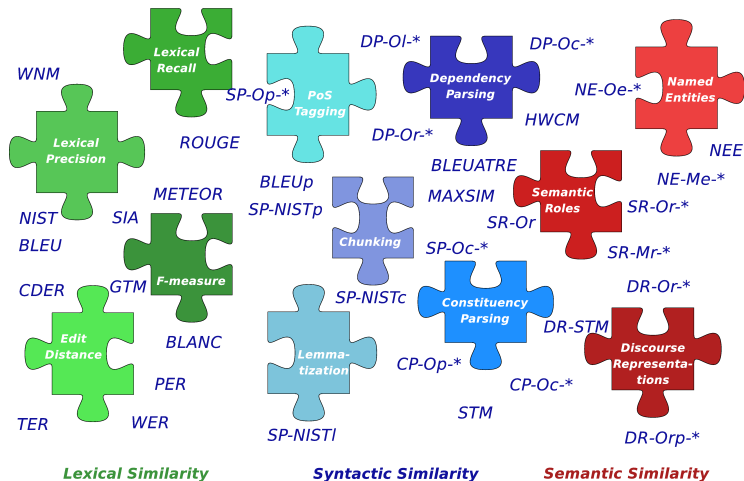 Lexical
Recall
WNM
SP-Op-*
PoS
Tagging
DP-Ol-*
DP-Oc-*
Dependency
Parsing
NE-Oe-*
Named
Entities
Lexical
Precision
ROUGE
DP-Or-*
HWCM
NEE
BLEUATRE
METEOR
BLEUp
SP-NISTp
MAXSIM
Semantic
Roles
NE-Me-*
SR-Or-*
NIST
SIA
SR-Or
BLEU
Chunking
SP-Oc-*
SR-Mr-*
CDER
GTM
F-measure
SP-NISTc
Constituency
Parsing
DR-Or-*
DR-STM
Edit
Distance
BLANC
Lemma-
tization
CP-Op-*
Discourse
Representa-
tions
PER
CP-Oc-*
TER
WER
SP-NISTl
STM
DR-Orp-*
Lexical Similarity
Syntactic Similarity
Semantic Similarity